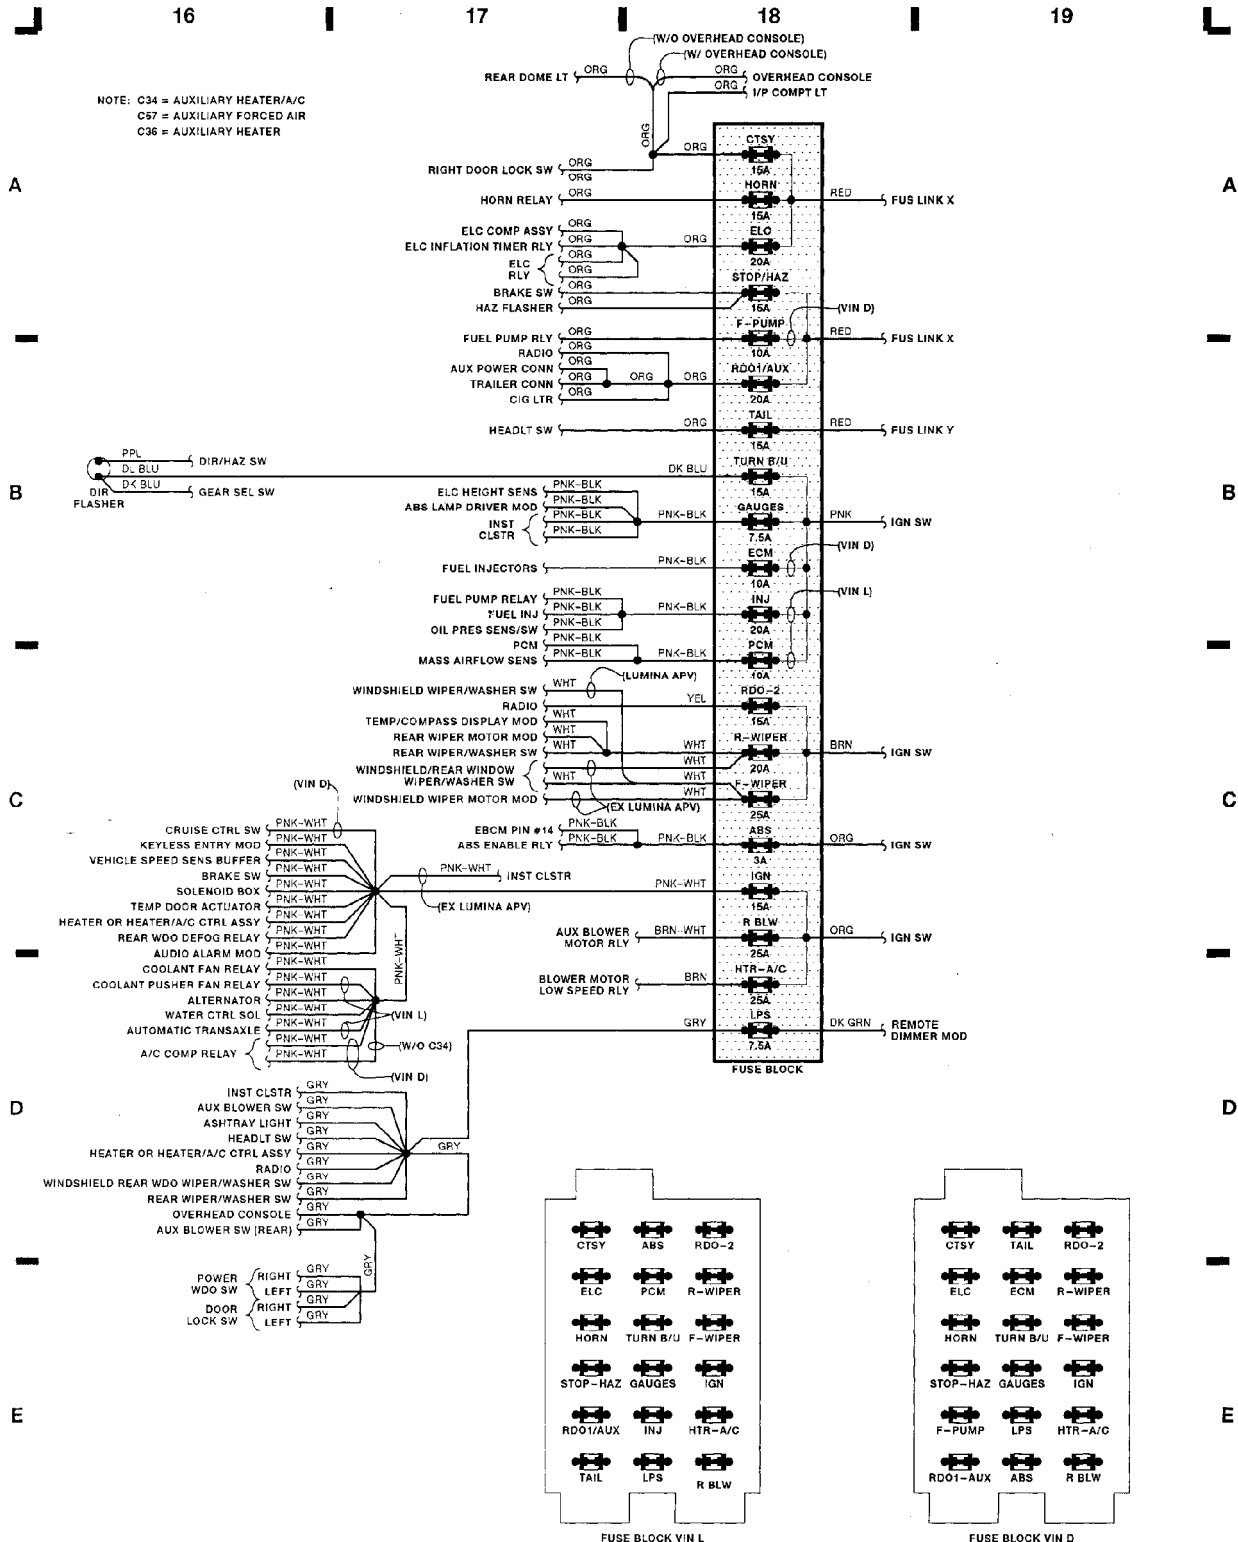 16 17 18 19
(W/O OVERHEAD CONSOLE)
(W/ OVERHEAD CONSOLE)
REAR DOME LT ORG ORG OVERHEAD CONSOLE
ORG I/P COMPT LT
NOTE: C34 = AUXILIARY HEATER/A/C
C67 = AUXILIARY FORCED AIR
C36 = AUXILIARY HEATER
ORG
ORG CTSY
15A
RIGHT DOOR LOCK SW ORG
ORG
A A
HORN
HORN RELAY ORG RED FUS LINK X
15A
ELC COMP ASSY ORG
ELC
ELC INFLATION TIMER RLY ORG ORG
20A
ELC RLY ORG
ORG
STOP/HAZ
BRAKE SW ORG
HAZ FLASHER ORG
15A
(VIN D)
F-PUMP
FUEL PUMP RLY ORG RED FUS LINK X
10A
RADIO ORG
AUX POWER CONN ORG
RDO1/AUX
TRAILER CONN ORG ORG ORG
CIG LTR ORG
20A
TAIL
HEADLT SW ORG RED FUS LINK Y
15A
PPL DIR/HAZ SW
DL BLU DK BLU TURN B/U
15A
DK BLU GEAR SEL SW
DIR FLASHER
B B
ELC HEIGHT SENS PNK-BLK
ABS LAMP DRIVER MOD PNK-BLK
GAUGES
INST CLSTR PNK-BLK PNK-BLK PNK IGN SW
PNK-BLK
7.5A
(VIN D)
ECM
FUEL INJECTORS PNK-BLK
10A
(VIN L)
FUEL PUMP RELAY PNK-BLK
INJ
FUEL INJ PNK-BLK PNK-BLK
20A
OIL PRES SENS/SW PNK-BLK
PCM PNK-BLK
PCM
MASS AIRFLOW SENS PNK-BLK PNK-BLK
10A
(LUMINA APV)
WINDSHIELD WIPER/WASHER SW WHT
RDO-2
RADIO YEL
15A
TEMP/COMPASS DISPLAY MOD WHT
REAR WIPER MOTOR MOD WHT
R-WIPER
REAR WIPER/WASHER SW WHT WHT BRN IGN SW
20A
WINDSHIELD/REAR WINDOW WHT
WIPER/WASHER SW WHT WHT
F-WIPER
C C
WINDSHIELD WIPER MOTOR MOD WHT
(EX LUMINA APV)
25A
(VIN D)
CRUISE CTRL SW PNK-WHT
EBCM PIN #14 PNK-BLK
ABS
ABS ENABLE RLY PNK-BLK PNK-BLK ORG IGN SW
3A
KEYLESS ENTRY MOD PNK-WHT
VEHICLE SPEED SENS BUFFER PNK-WHT
BRAKE SW PNK-WHT
PNK-WHT INST CLSTR
IGN
SOLENOID BOX PNK-WHT PNK-WHT
15A
(EX LUMINA APV)
TEMP DOOR ACTUATOR PNK-WHT
HEATER OR HEATER/A/C CTRL ASSY PNK-WHT
REAR WDO DEFOG RELAY PNK-WHT
AUX BLOWER MOTOR RLY BRN-WHT R BLW ORG IGN SW
25A
AUDIO ALARM MOD PNK-WHT
PNK-WHT
COOLANT FAN RELAY PNK-WHT
COOLANT PUSHER FAN RELAY PNK-WHT
BLOWER MOTOR LOW SPEED RLY BRN HTR-A/C
25A
ALTERNATOR PNK-WHT
WATER CTRL SOL PNK-WHT
(VIN L)
AUTOMATIC TRANSAXLE PNK-WHT
GRY LPS DK GRN REMOTE DIMMER MOD
7.5A
A/C COMP RELAY PNK-WHT
PNK-WHT
(W/O C34)
(VIN D)
FUSE BLOCK
D D
INST CLSTR GRY
AUX BLOWER SW GRY
ASHTRAY LIGHT GRY
HEADLT SW GRY
HEATER OR HEATER/A/C CTRL ASSY GRY GRY
RADIO GRY
WINDSHIELD REAR WDO WIPER/WASHER SW GRY
REAR WIPER/WASHER SW GRY
OVERHEAD CONSOLE GRY
AUX BLOWER SW (REAR) GRY
GRY
POWER WDO SW RIGHT GRY
LEFT GRY
DOOR LOCK SW RIGHT GRY
LEFT GRY
E E
CTSY ABS RDO-2
ELC PCM R-WIPER
HORN TURN B/U F-WIPER
STOP-HAZ GAUGES IGN
RDO1/AUX INJ HTR-A/C
TAIL LPS R BLW
FUSE BLOCK VIN L
CTSY TAIL RDO-2
ELC ECM R-WIPER
HORN TURN B/U F-WIPER
STOP-HAZ GAUGES IGN
F-PUMP LPS HTR-A/C
RDO1-AUX ABS R BLW
FUSE BLOCK VIN D